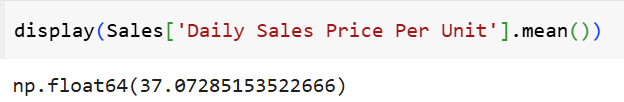 display(Sales['Daily Sales Price Per Unit'].mean())
np.float64(37.07285153522666)